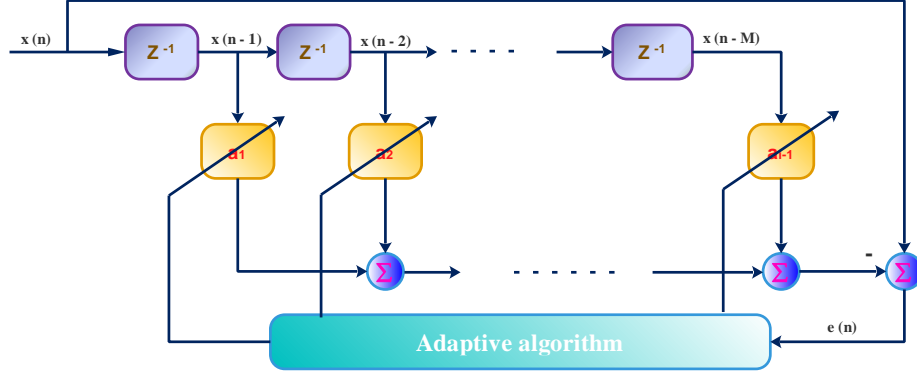 x (n)
x (n - 1)
x (n - 2)
x (n - M)
Z -1
Z -1
Z -1
a1
a2
ai-1
Σ
Σ
-
Σ
e (n)
Adaptive algorithm